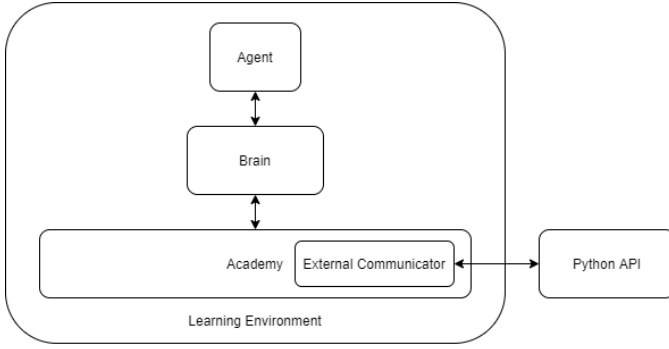 Agent
Brain
Academy
External Communicator
Python API
Learning Environment